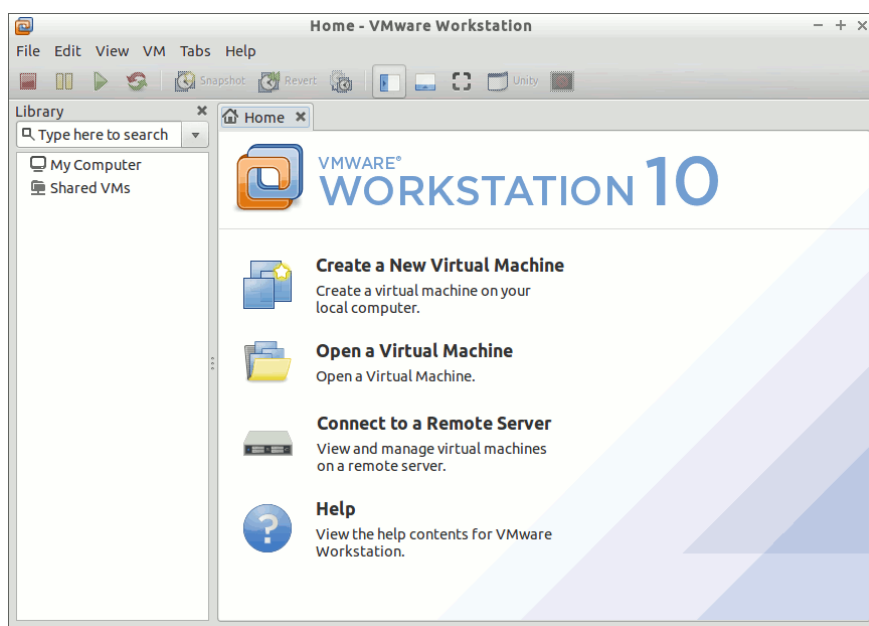 Home - VMware Workstation
File Edit View VM Tabs Help
Snapshot Revert Unity
Library
Home
Type here to search
My Computer
Shared VMs
VMWARE®
WORKSTATION 10
Create a New Virtual Machine
Create a virtual machine on your
local computer.
Open a Virtual Machine
Open a Virtual Machine.
Connect to a Remote Server
View and manage virtual machines
on a remote server.
Help
View the help contents for VMware
Workstation.